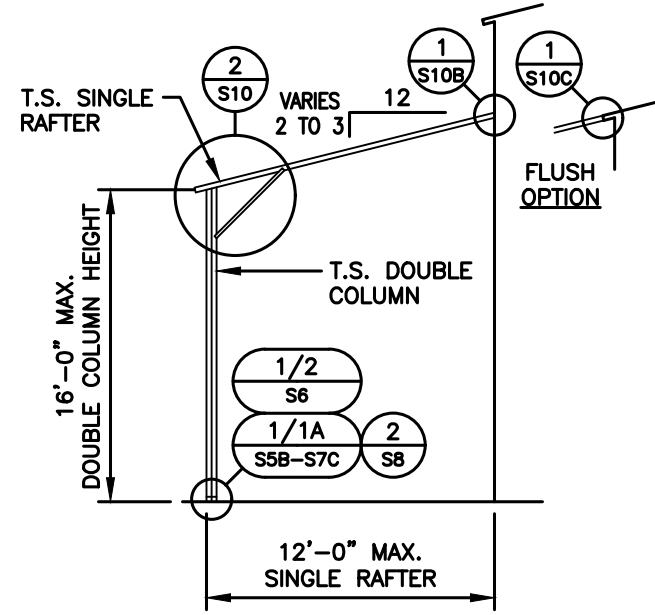 2
S10
1
S10B
1
S10C
T.S. SINGLE
RAFTER
VARIES
2 TO 3
12
FLUSH
OPTION
16'-0" MAX.
DOUBLE COLUMN HEIGHT
T.S. DOUBLE
COLUMN
1/2
S6
1/1A
S5B-S7C
2
S8
12'-0" MAX.
SINGLE RAFTER